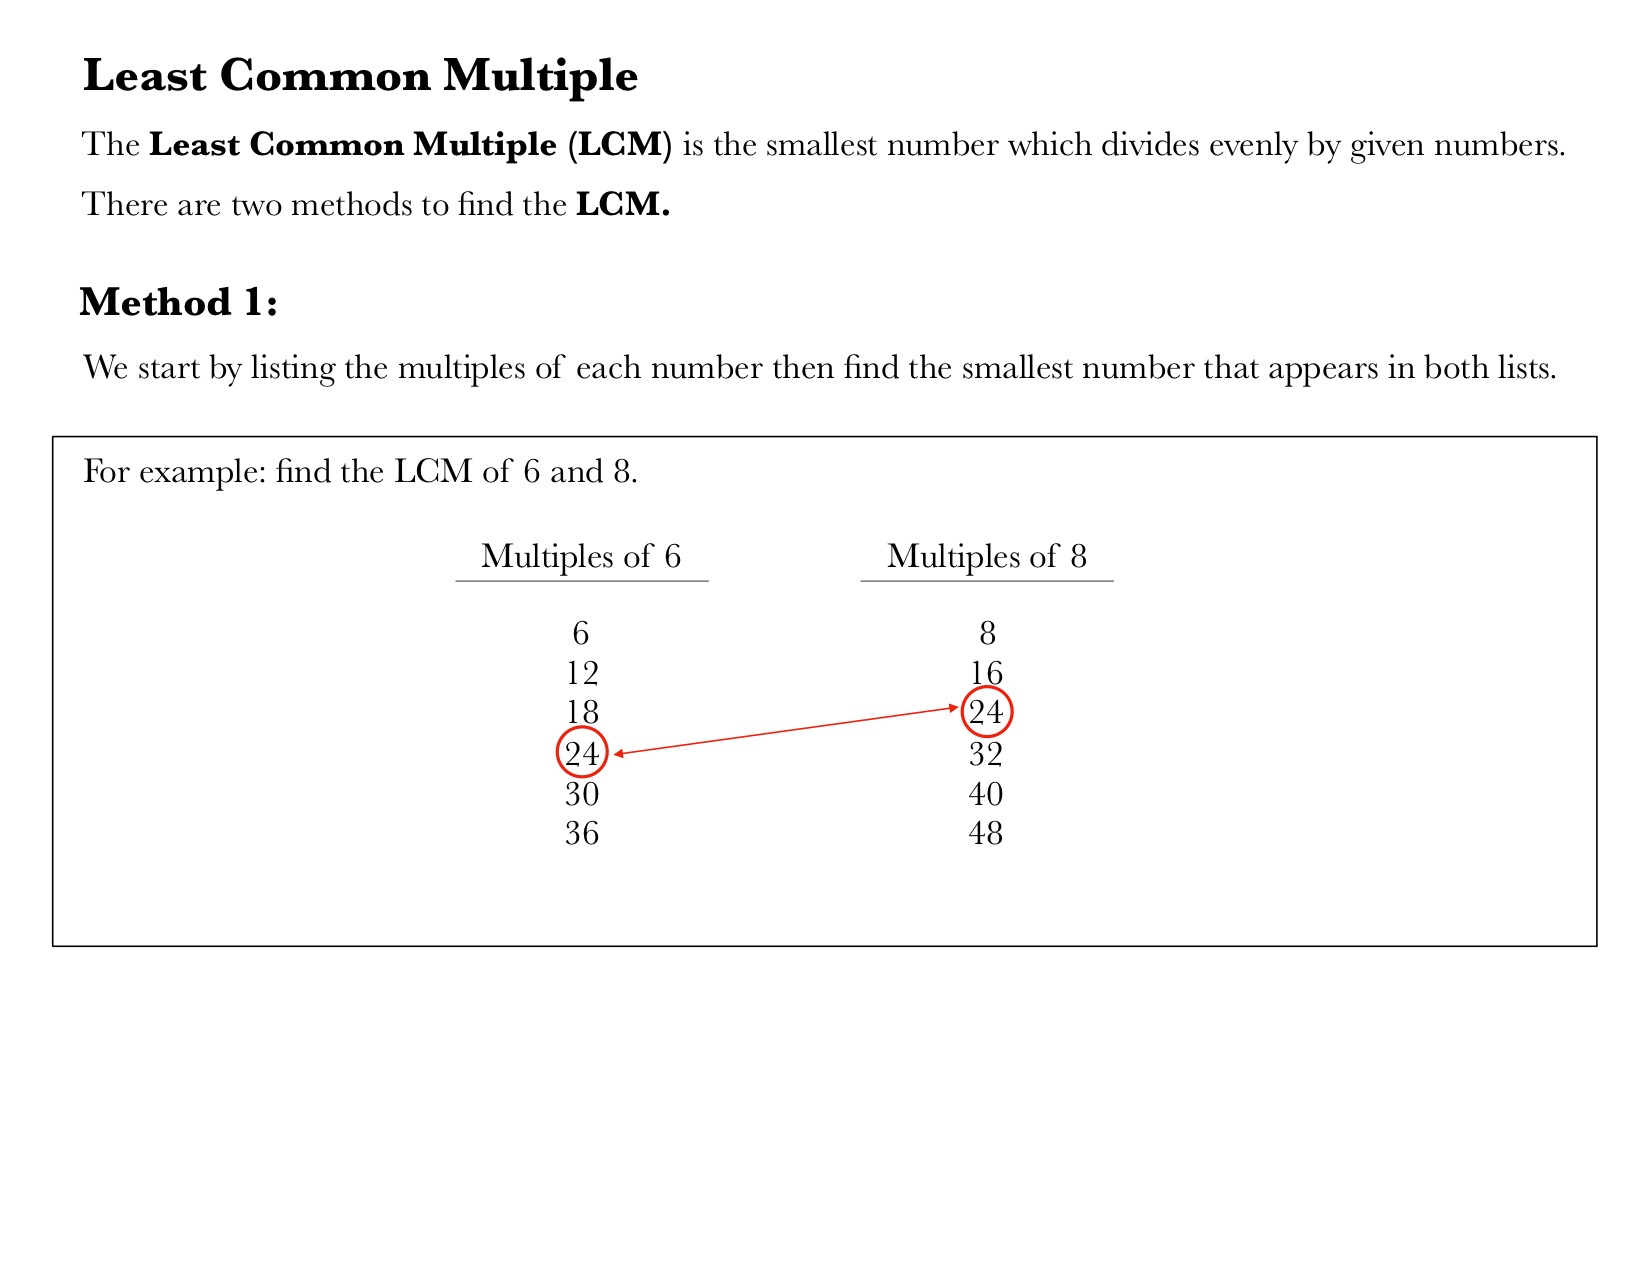 Least Common Multiple
The Least Common Multiple (LCM) is the smallest number which divides evenly by given numbers.
There are two methods to find the LCM.
Method 1:
We start by listing the multiples of each number then find the smallest number that appears in both lists.
For example: find the LCM of 6 and 8.
Multiples of 6 Multiples of 8
6 8
12 16
18 24
24 32
30 40
36 48